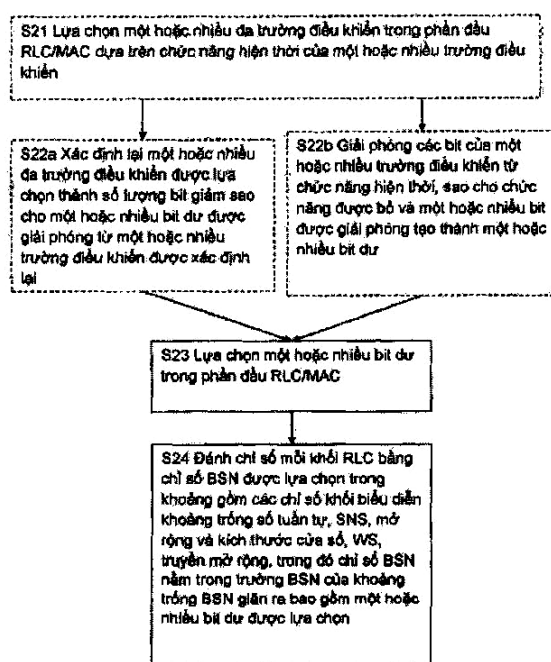 S21 Lựa chọn một hoặc nhiều đa trường điều khiển trong phần đầu
RLC/MAC dựa trên chức năng hiện thời của một hoặc nhiều trường điều
khiển
S22a Xác định lại một hoặc nhiều
đa trường điều khiển được lựa
chọn thành số lượng bit giảm sao
cho một hoặc nhiều bit dư được
giải phóng từ một hoặc nhiều
trường điều khiển được xác định
lại
S22b Giải phóng các bit của một
hoặc nhiều trường điều khiển từ
chức năng hiện thời, sao cho chức
năng được bỏ và một hoặc nhiều bit
được giải phóng tạo thành một hoặc
nhiều bit dư
S23 Lựa chọn một hoặc nhiều bit dư
trong phần đầu RLC/MAC
S24 Đánh chỉ số mỗi khối RLC bằng
chỉ số BSN được lựa chọn trong
khoảng gồm các chỉ số khối biểu diễn
khoảng trống số tuần tự, SNS, mở
rộng và kích thước cửa sổ, WS,
truyền mở rộng, trong đó chỉ số BSN
nằm trong trường BSN của khoảng
trống BSN giãn ra bao gồm một hoặc
nhiều bit dư được lựa chọn